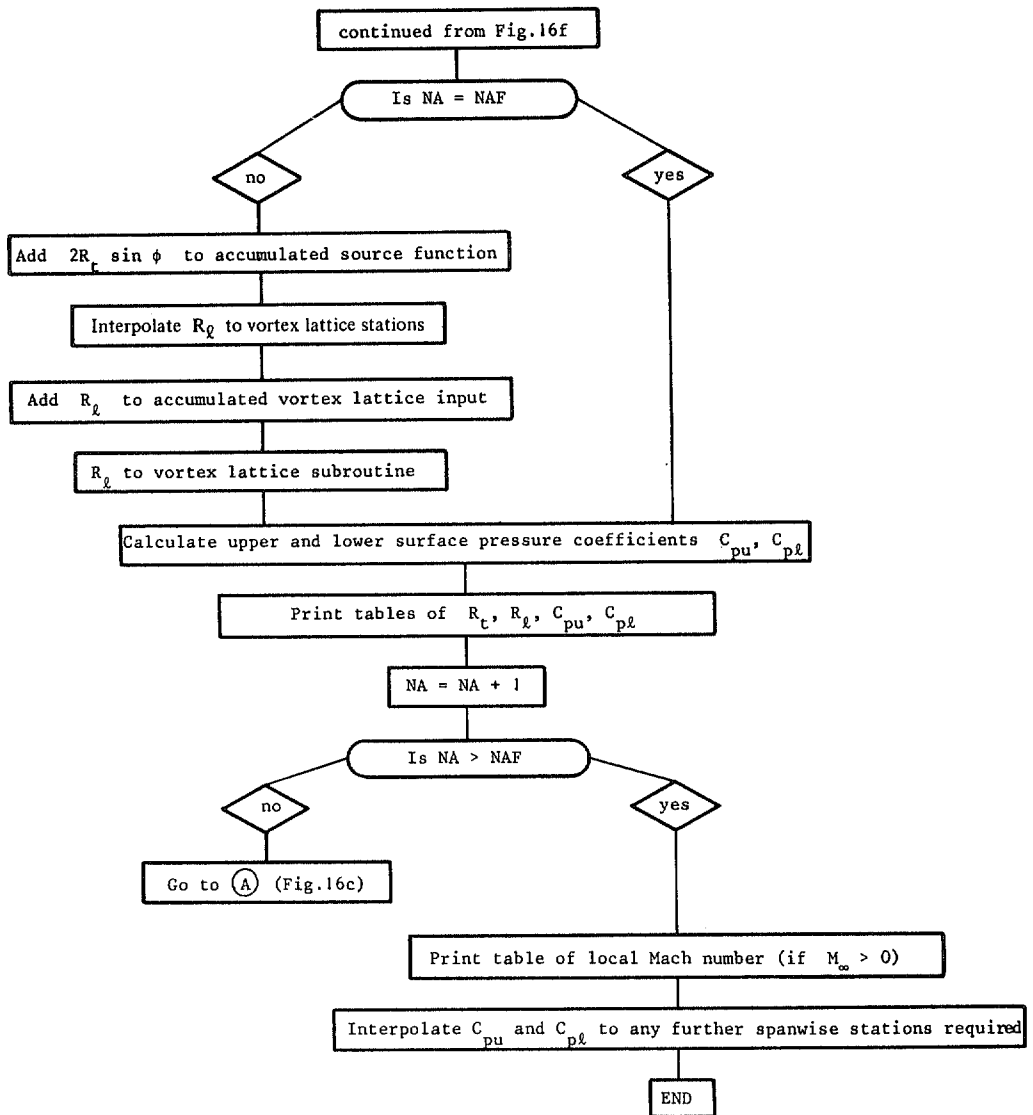 continued from Fig.16f
Is NA = NAF
no
yes
Add 2Rₜ sin ϕ to accumulated source function
Interpolate R_ℓ to vortex lattice stations
Add R_ℓ to accumulated vortex lattice input
R_ℓ to vortex lattice subroutine
Calculate upper and lower surface pressure coefficients C_pu, C_pℓ
Print tables of Rₜ, R_ℓ, C_pu, C_pℓ
NA = NA + 1
Is NA > NAF
no
yes
Go to Ⓐ (Fig.16c)
Print table of local Mach number (if M_∞ > 0)
Interpolate C_pu and C_pℓ to any further spanwise stations required
END